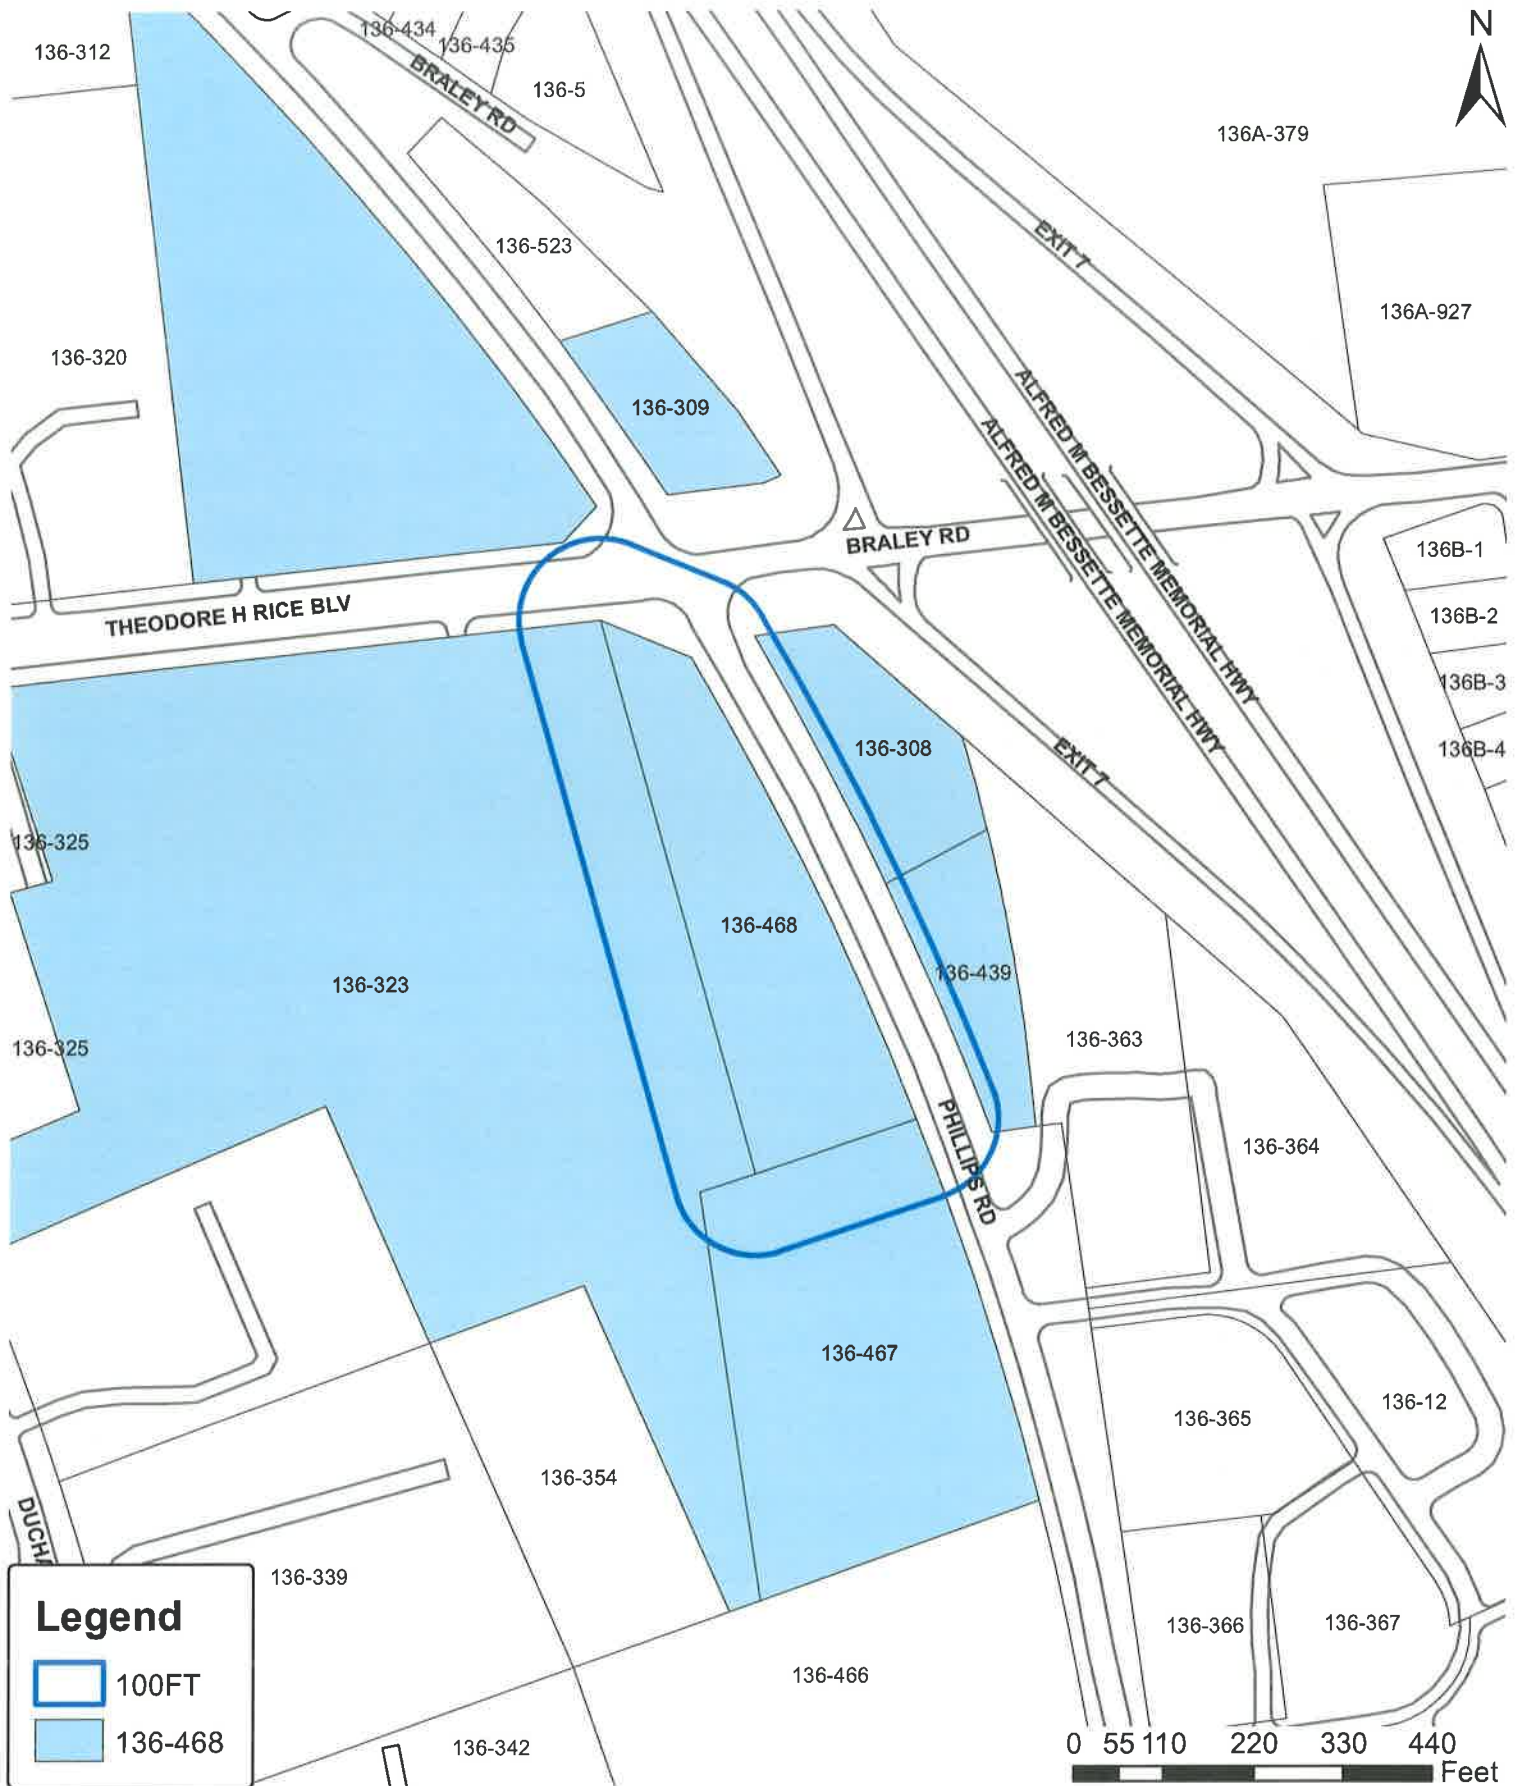 136-434
136-435
N
136-312
BRALEY RD
136-5
136A-379
136-523
EXIT 7
136A-927
136-320
136-309
ALFRED M BESSETTE MEMORIAL HWY
ALFRED M BESSETTE MEMORIAL HWY
BRALEY RD
136B-1
THEODORE H RICE BLV
136B-2
136B-3
136-308
EXIT 7
136B-4
136-325
136-468
136-439
136-323
136-325
136-363
PHILLIPS RD
136-364
136-467
136-12
136-365
136-354
DUCHA
136-339
136-366
136-367
136-466
136-342
Legend
100FT
136-468
0 55 110 220 330 440
Feet